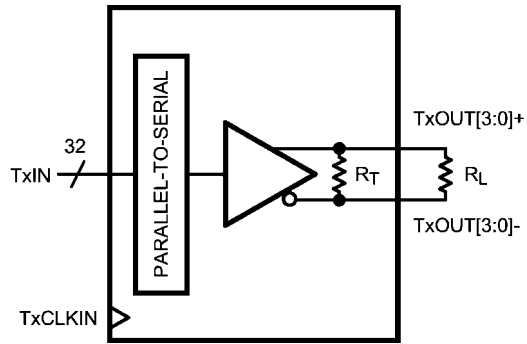 32
TxIN
PARALLEL-TO-SERIAL
TxCLKIN
RT
TxOUT[3:0]+
RL
TxOUT[3:0]-